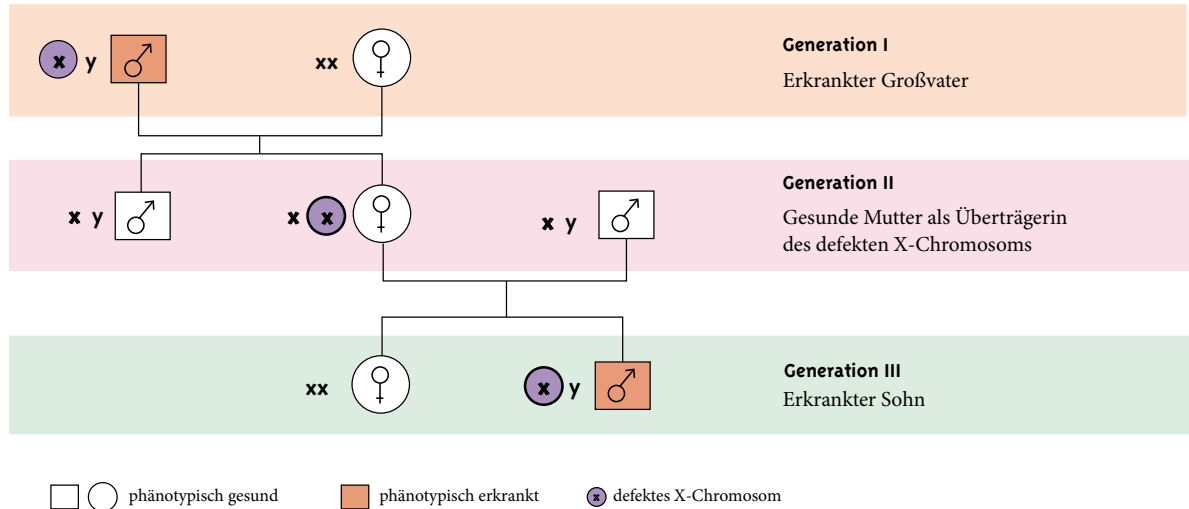 x y
xx
Generation I
Erkrankter Großvater
x y
x x
x y
Generation II
Gesunde Mutter als Überträgerin
des defekten X-Chromosoms
xx
x y
Generation III
Erkrankter Sohn
phänotypisch gesund
phänotypisch erkrankt
x defektes X-Chromosom